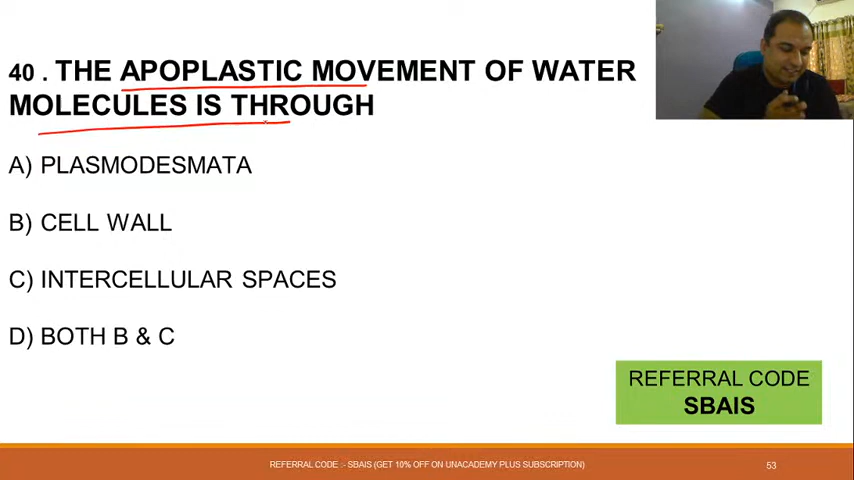 40 . THE APOPLASTIC MOVEMENT OF WATER
MOLECULES IS THROUGH
A) PLASMODESMATA
B) CELL WALL
C) INTERCELLULAR SPACES
D) BOTH B & C
REFERRAL CODE
SBAIS
REFERRAL CODE :- SBAIS (GET 10% OFF ON UNACADEMY PLUS SUBSCRIPTION)
53